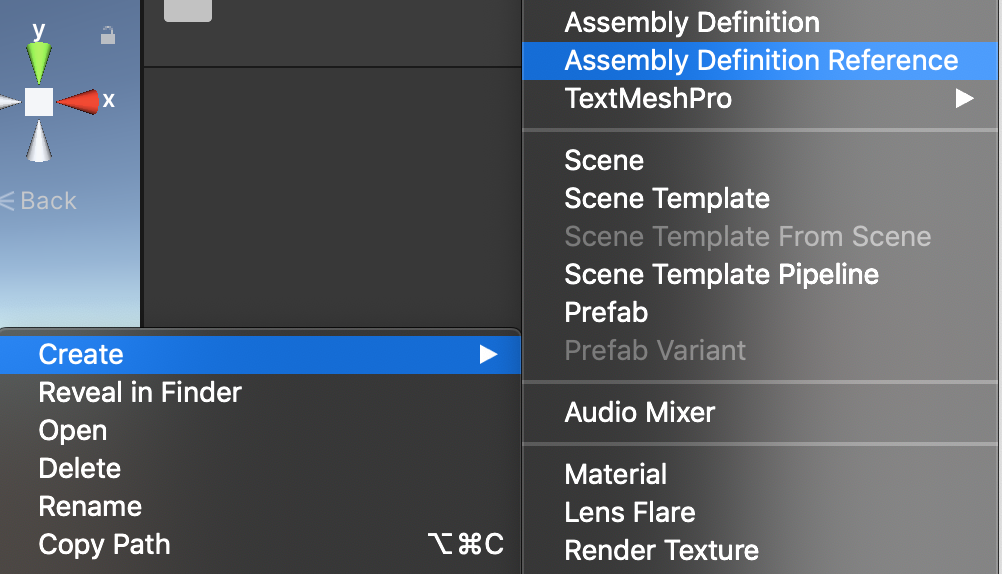 y
x
Back
Create
Reveal in Finder
Open
Delete
Rename
Copy Path ⌥⌘C
Assembly Definition
Assembly Definition Reference
TextMeshPro
Scene
Scene Template
Scene Template From Scene
Scene Template Pipeline
Prefab
Prefab Variant
Audio Mixer
Material
Lens Flare
Render Texture